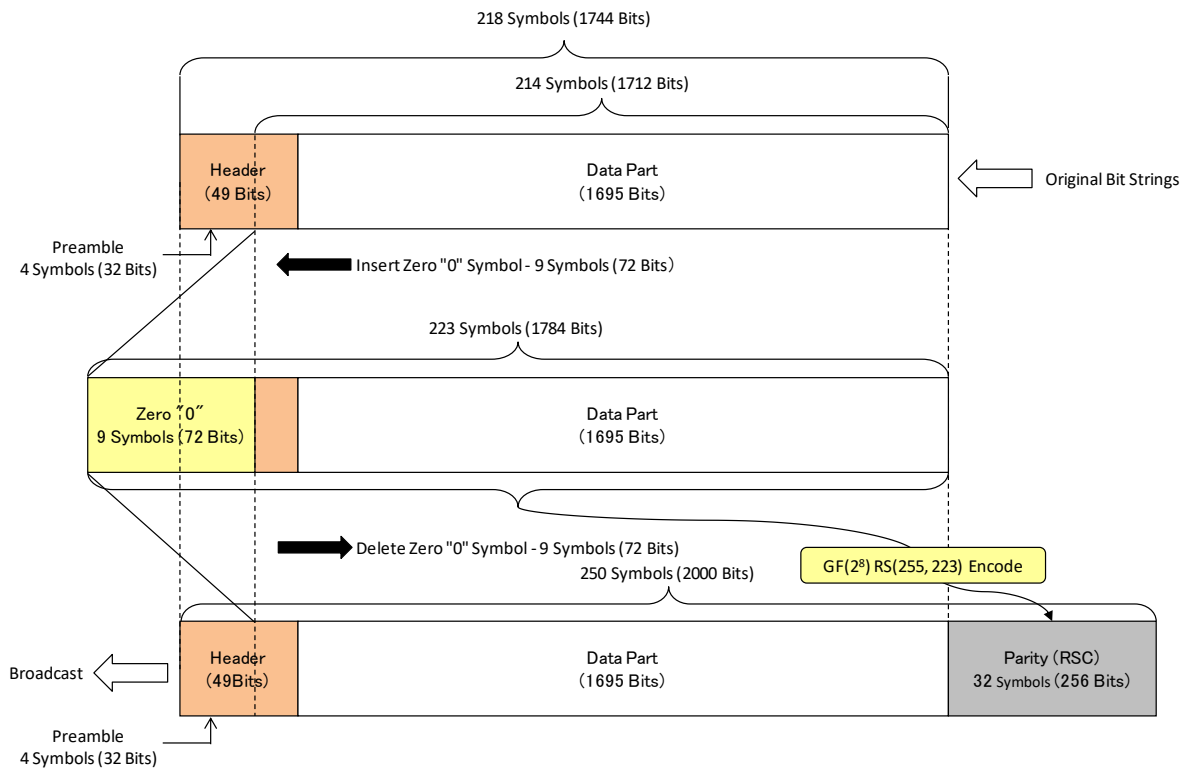 218 Symbols (1744 Bits)
214 Symbols (1712 Bits)
Header
(49 Bits)
Data Part
(1695 Bits)
Original Bit Strings
Preamble
4 Symbols (32 Bits)
Insert Zero "0" Symbol - 9 Symbols (72 Bits)
223 Symbols (1784 Bits)
Zero "0"
9 Symbols (72 Bits)
Data Part
(1695 Bits)
Delete Zero "0" Symbol - 9 Symbols (72 Bits)
GF(2⁸) RS(255, 223) Encode
250 Symbols (2000 Bits)
Broadcast
Header
(49Bits)
Data Part
(1695 Bits)
Parity (RSC)
32 Symbols (256 Bits)
Preamble
4 Symbols (32 Bits)